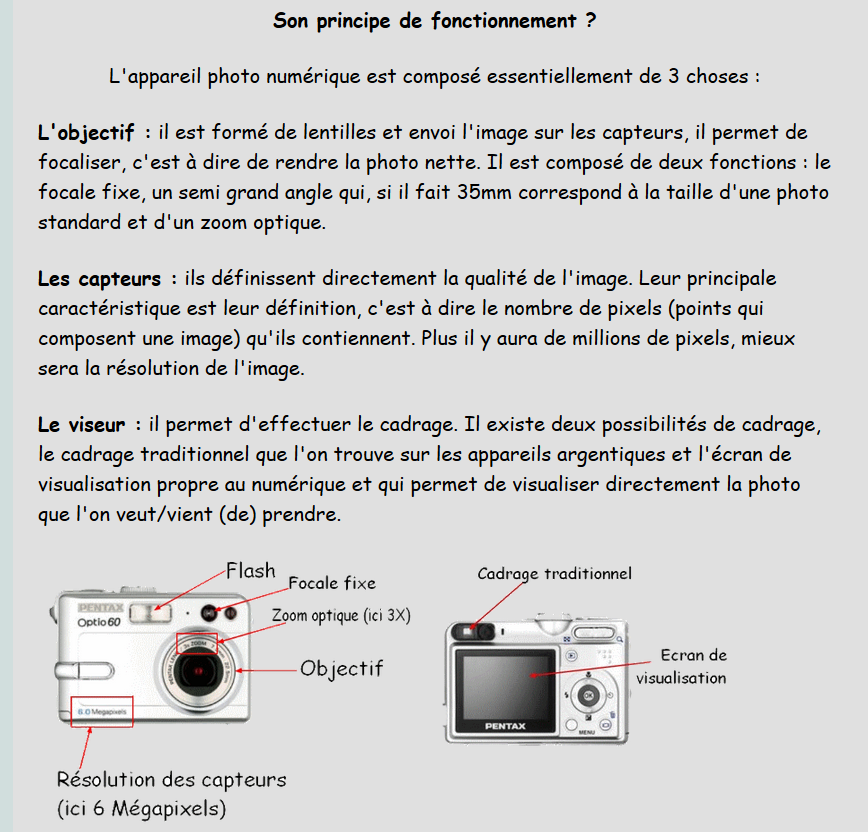 Son principe de fonctionnement ?
L'appareil photo numérique est composé essentiellement de 3 choses :
L'objectif : il est formé de lentilles et envoi l'image sur les capteurs, il permet de
focaliser, c'est à dire de rendre la photo nette. Il est composé de deux fonctions : le
focale fixe, un semi grand angle qui, si il fait 35mm correspond à la taille d'une photo
standard et d'un zoom optique.
Les capteurs : ils définissent directement la qualité de l'image. Leur principale
caractéristique est leur définition, c'est à dire le nombre de pixels (points qui
composent une image) qu'ils contiennent. Plus il y aura de millions de pixels, mieux
sera la résolution de l'image.
Le viseur : il permet d'effectuer le cadrage. Il existe deux possibilités de cadrage,
le cadrage traditionnel que l'on trouve sur les appareils argentiques et l'écran de
visualisation propre au numérique et qui permet de visualiser directement la photo
que l'on veut/vient (de) prendre.
Flash
Focale fixe
Zoom optique (ici 3X)
Objectif
PENTAX
Optio 60
3x ZOOM
6.0 Megapixels
Résolution des capteurs
(ici 6 Mégapixels)
Cadrage traditionnel
Ecran de
visualisation
OK
PENTAX
MENU